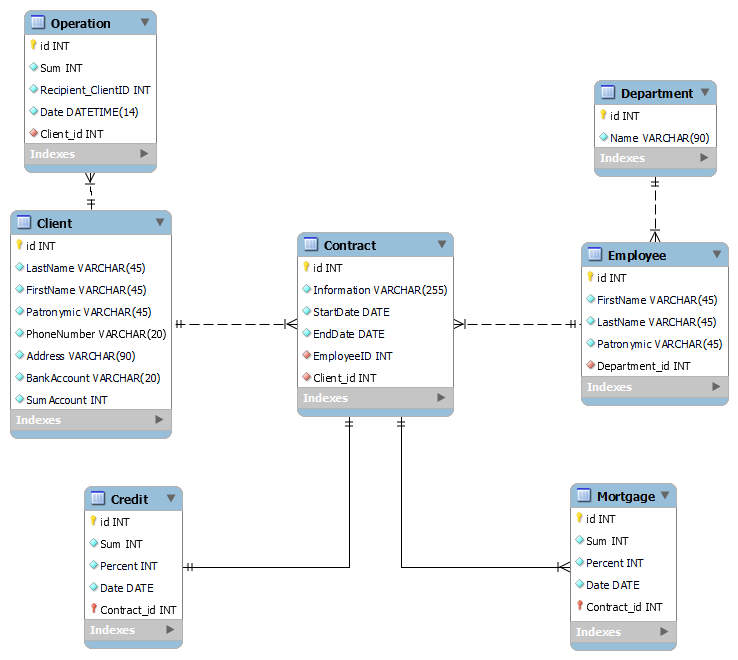 Operation
id INT
Sum INT
Recipient_ClientID INT
Date DATETIME(14)
Client_id INT
Indexes
Department
id INT
Name VARCHAR(90)
Indexes
Client
id INT
LastName VARCHAR(45)
FirstName VARCHAR(45)
Patronymic VARCHAR(45)
PhoneNumber VARCHAR(20)
Address VARCHAR(90)
BankAccount VARCHAR(20)
SumAccount INT
Indexes
Contract
id INT
Information VARCHAR(255)
StartDate DATE
EndDate DATE
EmployeeID INT
Client_id INT
Indexes
Employee
id INT
FirstName VARCHAR(45)
LastName VARCHAR(45)
Patronymic VARCHAR(45)
Department_id INT
Indexes
Credit
id INT
Sum INT
Percent INT
Date DATE
Contract_id INT
Indexes
Mortgage
id INT
Sum INT
Percent INT
Date DATE
Contract_id INT
Indexes